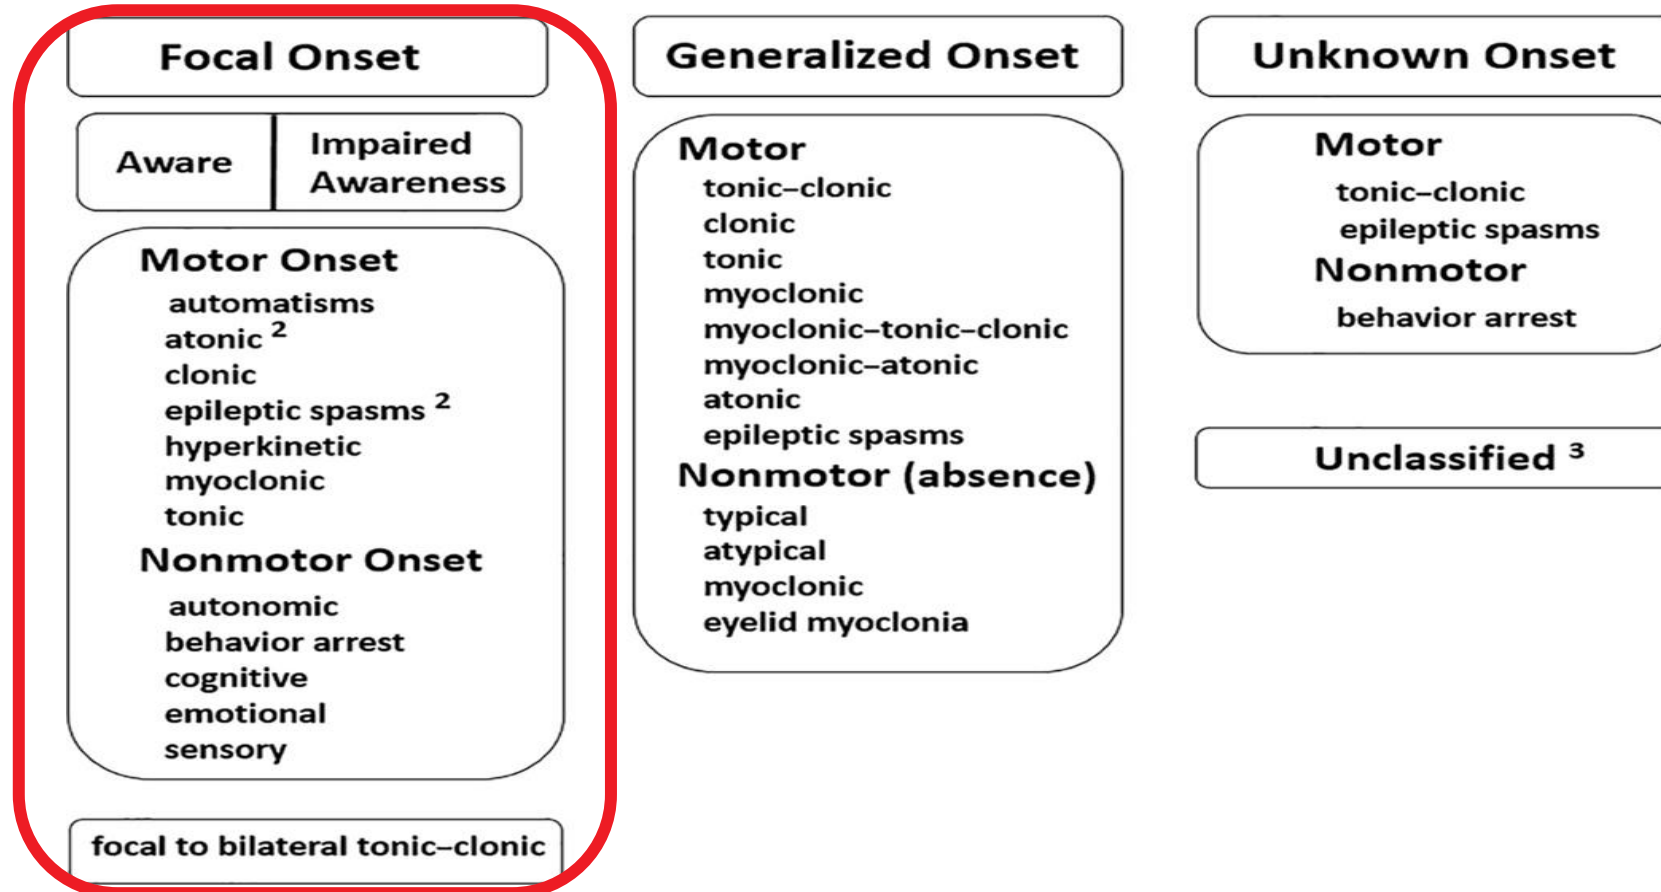 Focal Onset
Aware
Impaired
Awareness
Motor Onset
automatisms
atonic 2
clonic
epileptic spasms 2
hyperkinetic
myoclonic
tonic
Nonmotor Onset
autonomic
behavior arrest
cognitive
emotional
sensory
focal to bilateral tonic–clonic
Generalized Onset
Motor
tonic–clonic
clonic
tonic
myoclonic
myoclonic–tonic–clonic
myoclonic–atonic
atonic
epileptic spasms
Nonmotor (absence)
typical
atypical
myoclonic
eyelid myoclonia
Unknown Onset
Motor
tonic–clonic
epileptic spasms
Nonmotor
behavior arrest
Unclassified 3